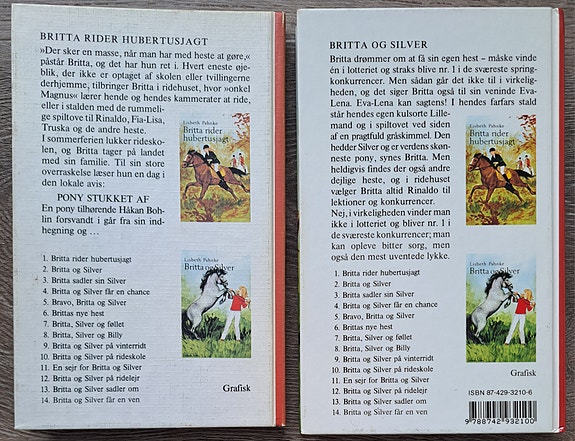 BRITTA RIDER HUBERTUSJAGT
»Der sker en masse, når man har med heste at gøre,«
påstår Britta, og det har hun ret i. Hvert eneste øje-
blik, der ikke er optaget af skolen eller tvillingerne
derhjemme, tilbringer Britta i ridehuset, hvor »onkel
Magnus« lærer hende og hendes kammerater at ride,
eller i stalden med de rummeli-
ge spiltove til Rinaldo, Fia-Lisa,
Truska og de andre heste.
I sommerferien lukker rideskol-
en, og Britta tager på landet
med sin familie. Til sin store
overraskelse læser hun en dag i
den lokale avis:
PONY STUKKET AF
En pony tilhørende Håkan Boh-
lin forsvandt i går fra sin ind-
hegning og ...
Lisbeth Pahnke
Britta rider
hubertusjagt
Lisbeth Pahnke
Britta og Silver
1. Britta rider hubertusjagt
2. Britta og Silver
3. Britta sadler sin Silver
4. Britta og Silver får en chance
5. Bravo, Britta og Silver
6. Brittas nye hest
7. Britta, Silver og føllet
8. Britta, Silver og Billy
9. Britta og Silver på vinterridt
10. Britta og Silver på rideskole
11. En sejr for Britta og Silver
12. Britta og Silver på ridelejr
13. Britta og Silver sadler om
14. Britta og Silver får en ven
Grafisk
BRITTA OG SILVER
Britta drømmer om at få sin egen hest – måske vinde
én i lotteriet og straks blive nr. 1 i de sværeste spring-
konkurrencer. Men sådan går det ikke til i virkelig-
heden, og det siger Britta også til sin veninde Eva-
Lena. Eva-Lena kan sagtens! I hendes farfars stald
står hendes egen kulsorte Lille-
mand og i spiltovet ved siden
af en pragtfuld gråskimmel. Den
hedder Silver og er verdens skøn-
neste pony, synes Britta. Men
heldigvis findes der også andre
dejlige heste, og i ridehuset
vælger Britta altid Rinaldo til
lektioner og konkurrencer.
Nej, i virkeligheden vinder man
ikke i lotteriet og bliver nr. 1 i
de sværeste konkurrencer; man
kan opleve bitter sorg, men og-
også den mest uventede lykke.
Lisbeth Pahnke
Britta rider
hubertusjagt
Lisbeth Pahnke
Britta og Silver
1. Britta rider hubertusjagt
2. Britta og Silver
3. Britta sadler sin Silver
4. Britta og Silver får en chance
5. Bravo, Britta og Silver
6. Brittas nye hest
7. Britta, Silver og føllet
8. Britta, Silver og Billy
9. Britta og Silver på vinterridt
10. Britta og Silver på rideskole
11. En sejr for Britta og Silver
12. Britta og Silver på ridelejr
13. Britta og Silver sadler om
14. Britta og Silver får en ven
Grafisk
ISBN 87-429-3210-6
9 788742 932100